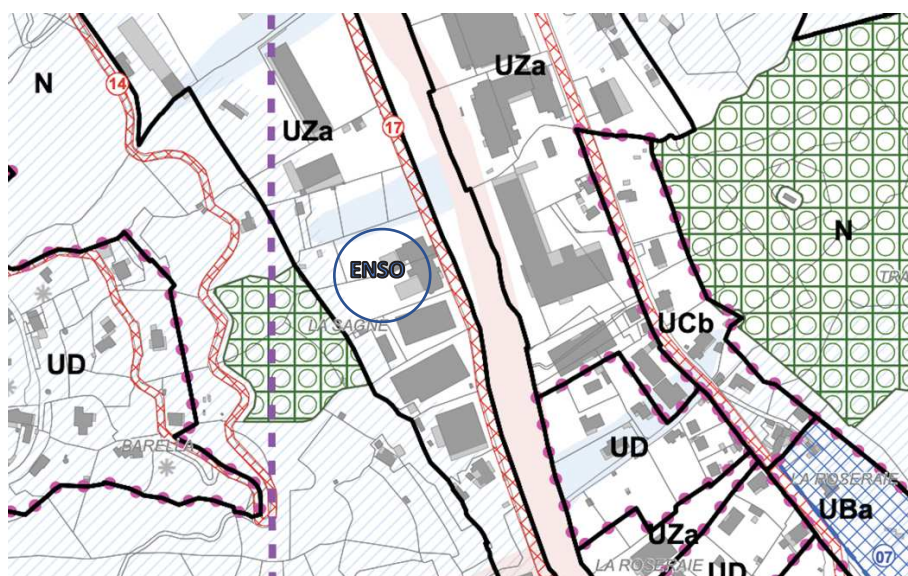 UZa
N
14
17
UZa
N
ENSO
TRA
LA SAGNE
UCb
UD
BARELLA
UD
LA ROSERAIE
UBa
UZa
07
LA ROSERAIE
UD